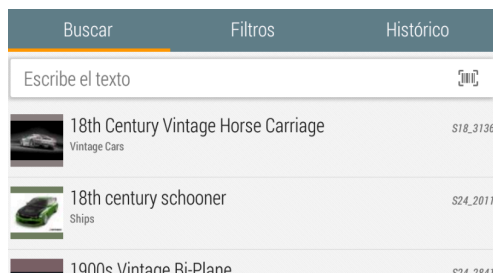 Buscar Filtros Histórico
Escribe el texto
18th Century Vintage Horse Carriage S18_3136
Vintage Cars
18th century schooner S24_2011
Ships
1900s Vintage Bi-Plane S24_2841